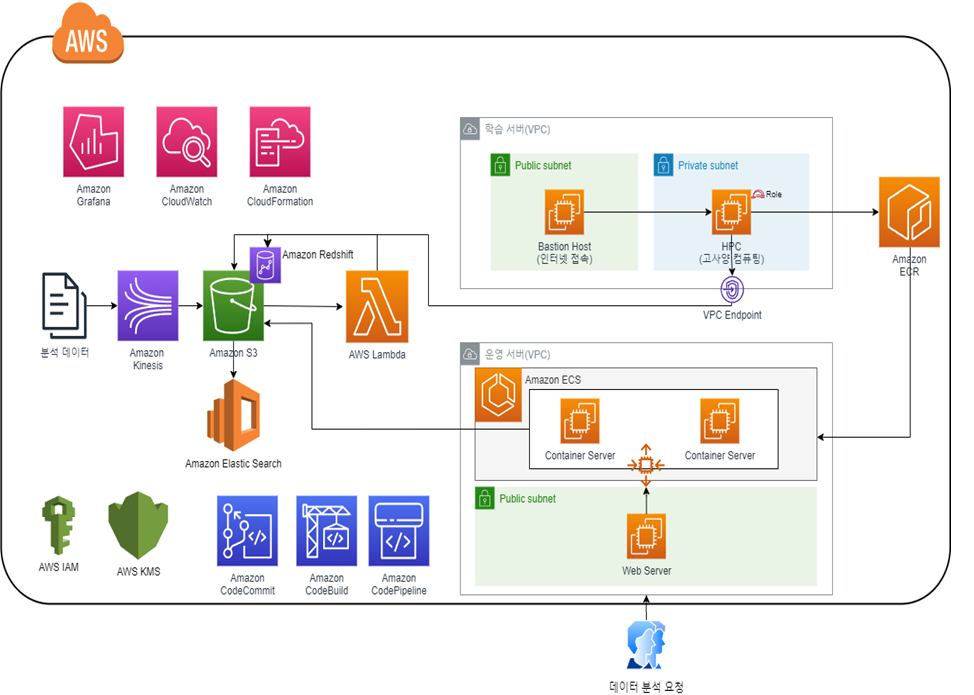 AWS
Amazon
Grafana
Amazon
CloudWatch
Amazon
CloudFormation
학습 서버(VPC)
Public subnet
Private subnet
Role
Bastion Host
(인터넷 접속)
HPC
(고사양 컴퓨팅)
Amazon
ECR
VPC Endpoint
Amazon Redshift
분석 데이터
Amazon
Kinesis
Amazon S3
AWS Lambda
Amazon Elastic Search
운영 서버(VPC)
Amazon ECS
Container Server
Container Server
Public subnet
Web Server
AWS IAM
AWS KMS
Amazon
CodeCommit
Amazon
CodeBuild
Amazon
CodePipeline
데이터 분석 요청